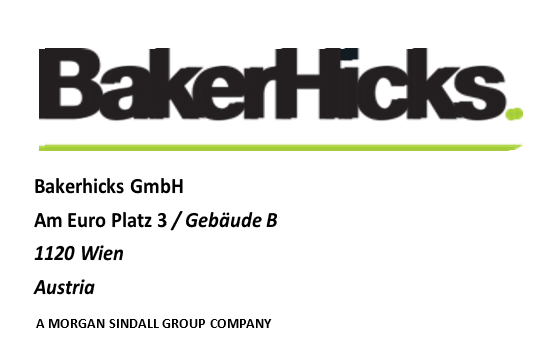 BakerHicks.
Bakerhicks GmbH
Am Euro Platz 3 / Gebäude B
1120 Wien
Austria
A MORGAN SINDALL GROUP COMPANY